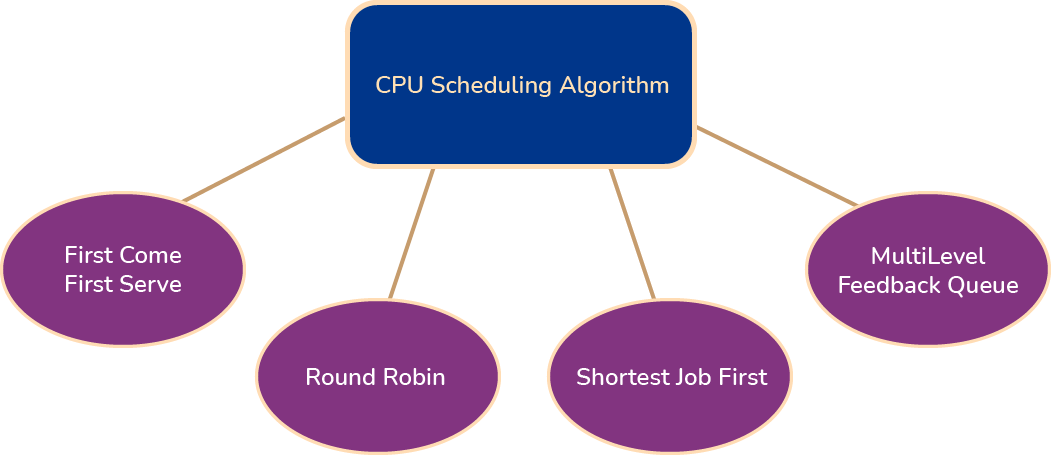 CPU Scheduling Algorithm
First Come
First Serve
Round Robin
Shortest Job First
MultiLevel
Feedback Queue